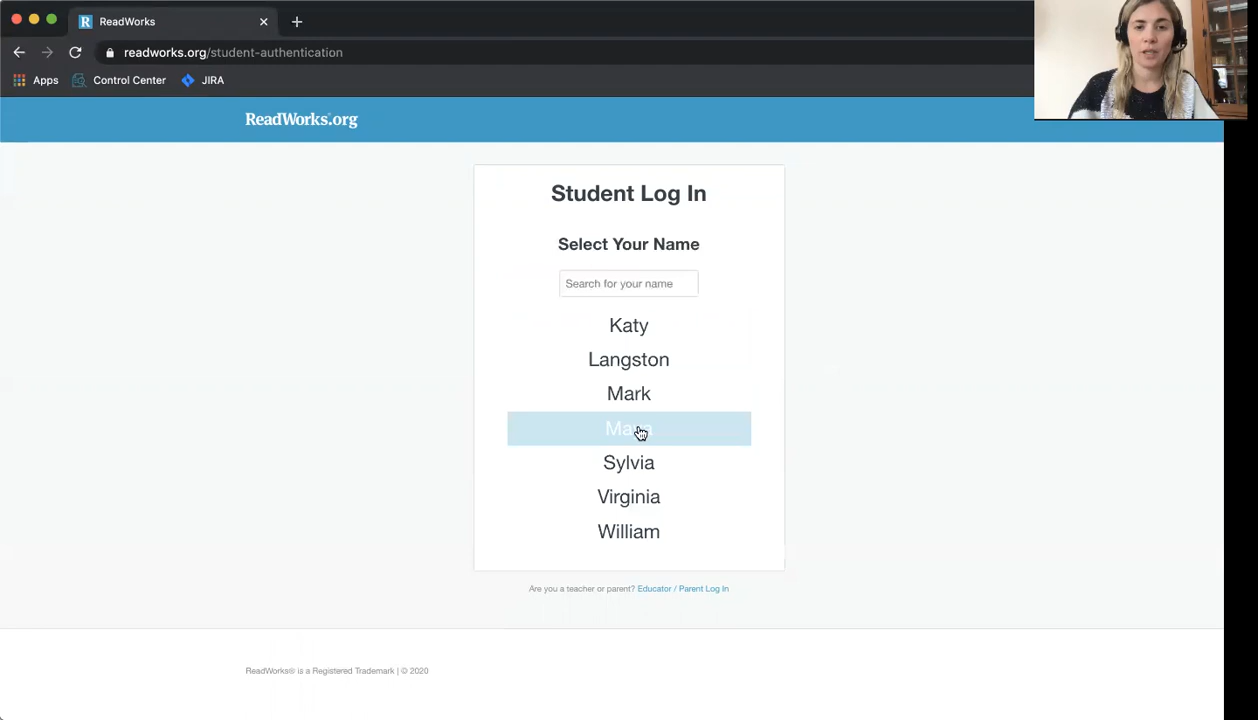 ReadWorks
readworks.org/student-authentication
Apps Control Center JIRA
ReadWorks.org
Student Log In
Select Your Name
Search for your name
Katy
Langston
Mark
Sylvia
Virginia
William
Are you a teacher or parent? Educator / Parent Log In
ReadWorks® is a Registered Trademark | © 2020